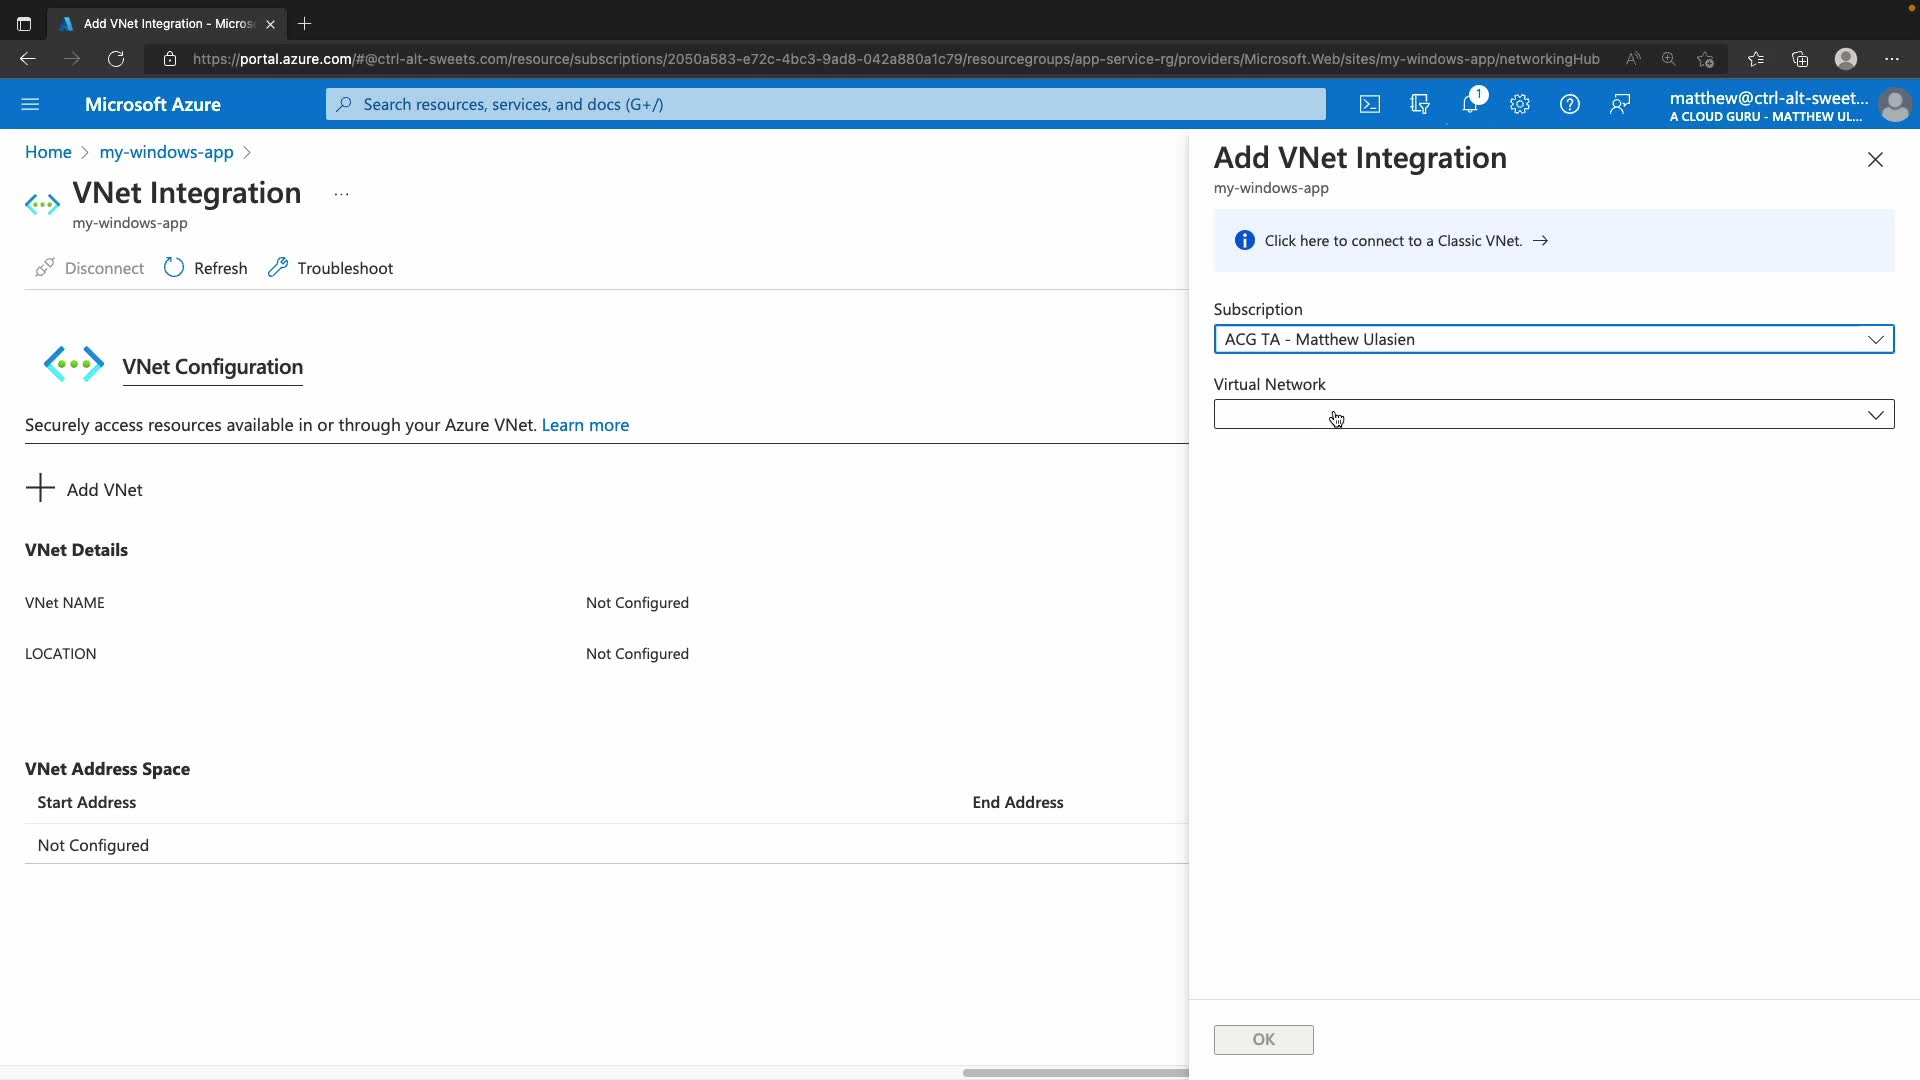 Add VNet Integration - Micros
https://portal.azure.com/#@ctrl-alt-sweets.com/resource/subscriptions/2050a583-e72c-4bc3-9ad8-042a880a1c79/resourcegroups/app-service-rg/providers/Microsoft.Web/sites/my-windows-app/networkingHub
Microsoft Azure
Search resources, services, and docs (G+/)
1
matthew@ctrl-alt-sweet...
A CLOUD GURU - MATTHEW UL...
Home > my-windows-app >
VNet Integration ...
my-windows-app
Disconnect Refresh Troubleshoot
VNet Configuration
Securely access resources available in or through your Azure VNet. Learn more
Add VNet
VNet Details
VNet NAME Not Configured
LOCATION Not Configured
VNet Address Space
Start Address End Address
Not Configured
Add VNet Integration
my-windows-app
Click here to connect to a Classic VNet. →
Subscription
ACG TA - Matthew Ulasien
Virtual Network
OK